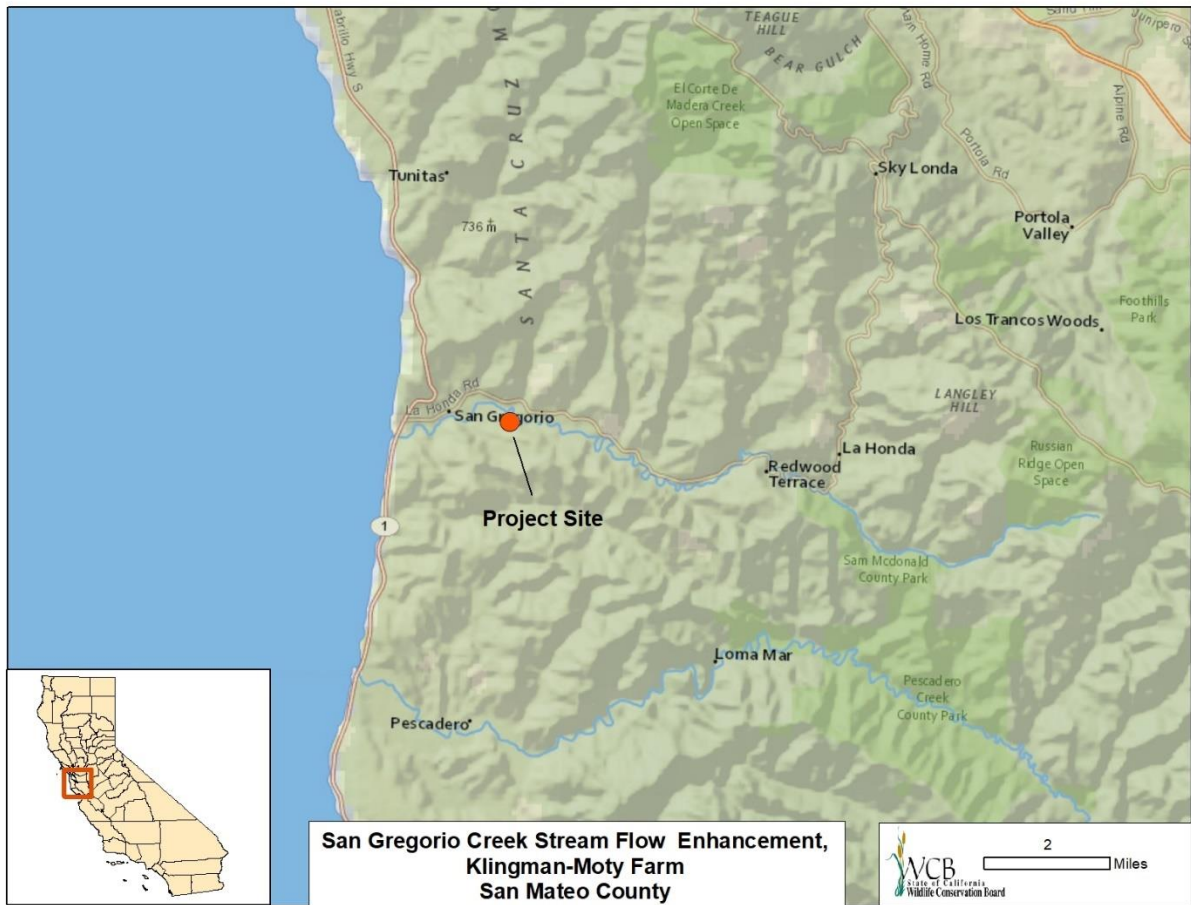 TEAGUE
HILL
BEAR GULCH
Junipero
Cabrillo Hwy S
Portola Rd
Alpine Rd
El Corte De
Madera Creek
Open Space
SANTA CRUZ
Tunitas
736 m
Sky Londa
Portola
Valley
Los Trancos Woods
Foothills
Park
La Honda Rd
San Gregorio
LANGLEY
HILL
La Honda
Redwood
Terrace
Russian
Ridge Open
Space
Project Site
1
Sam Mcdonald
County Park
Loma Mar
Pescadero
Creek
County Park
Pescadero
San Gregorio Creek Stream Flow Enhancement,
Klingman-Moty Farm
San Mateo County
WCB
State of California
Wildlife Conservation Board
2
Miles